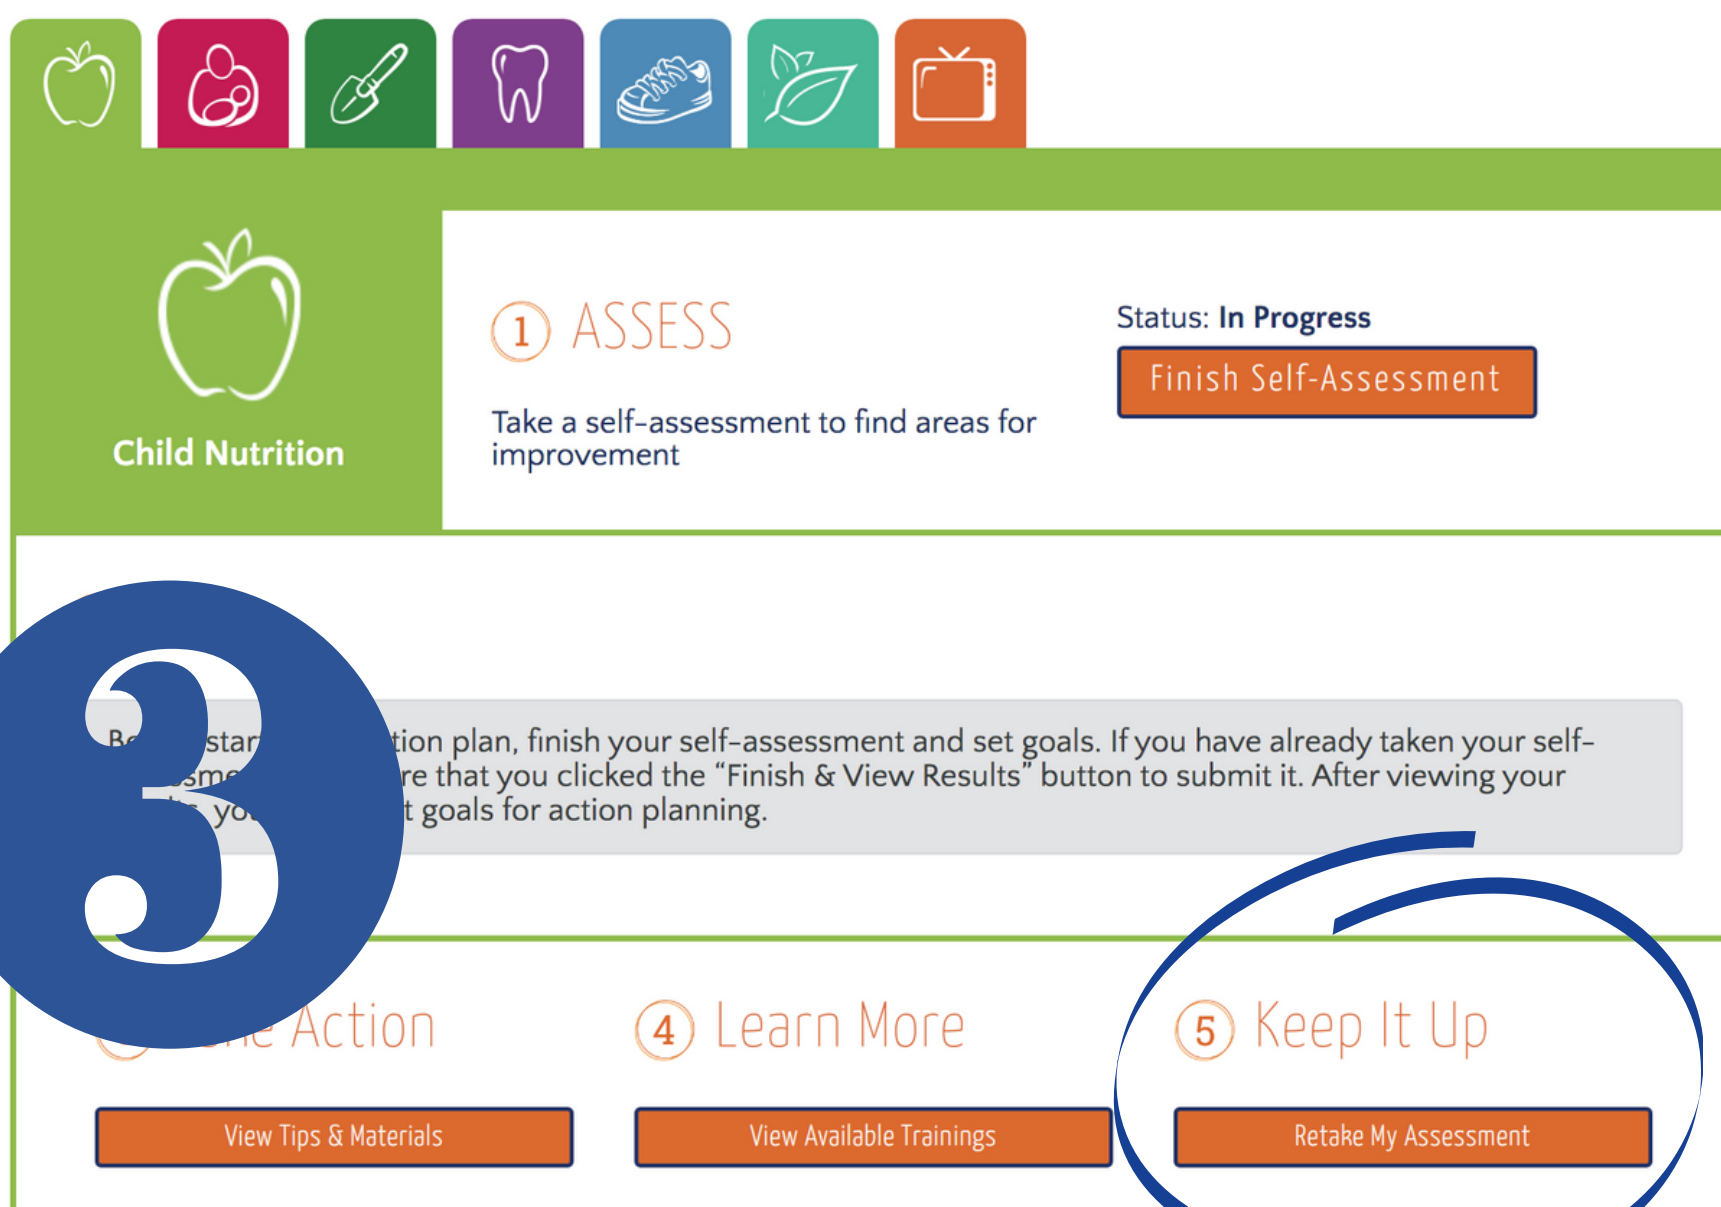 1 ASSESS
Status: In Progress
Finish Self-Assessment
Take a self-assessment to find areas for
improvement
Child Nutrition
3
plan, finish your self-assessment and set goals. If you have already taken your self-
that you clicked the “Finish & View Results” button to submit it. After viewing your
goals for action planning.
Action
4 Learn More
5 Keep It Up
View Tips & Materials
View Available Trainings
Retake My Assessment